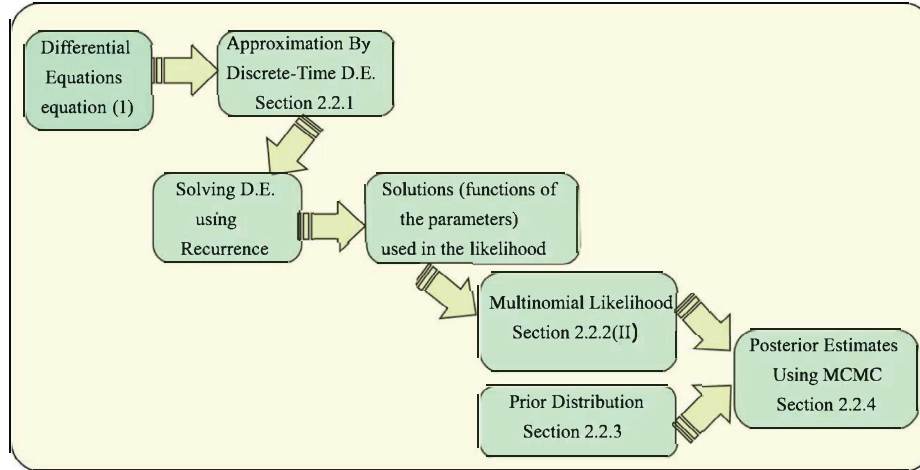 Differential
Equations
equation (1)
Approximation By
Discrete-Time D.E.
Section 2.2.1
Solving D.E.
using
Recurrence
Solutions (functions of
the parameters)
used in the likelihood
Multinomial Likelihood
Section 2.2.2(II)
Prior Distribution
Section 2.2.3
Posterior Estimates
Using MCMC
Section 2.2.4